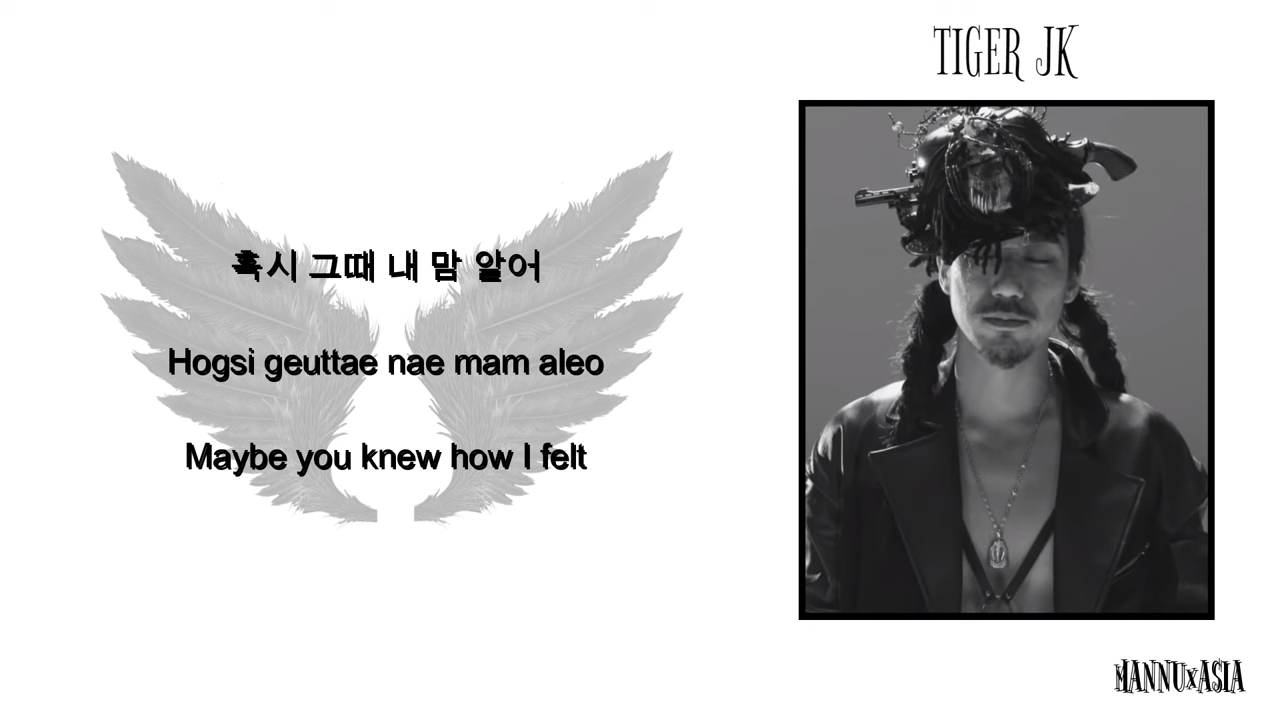 TIGER JK
혹시 그때 내 맘 알어
Hogsi geuttae nae mam aleo
Maybe you knew how I felt
MANNUxASIA